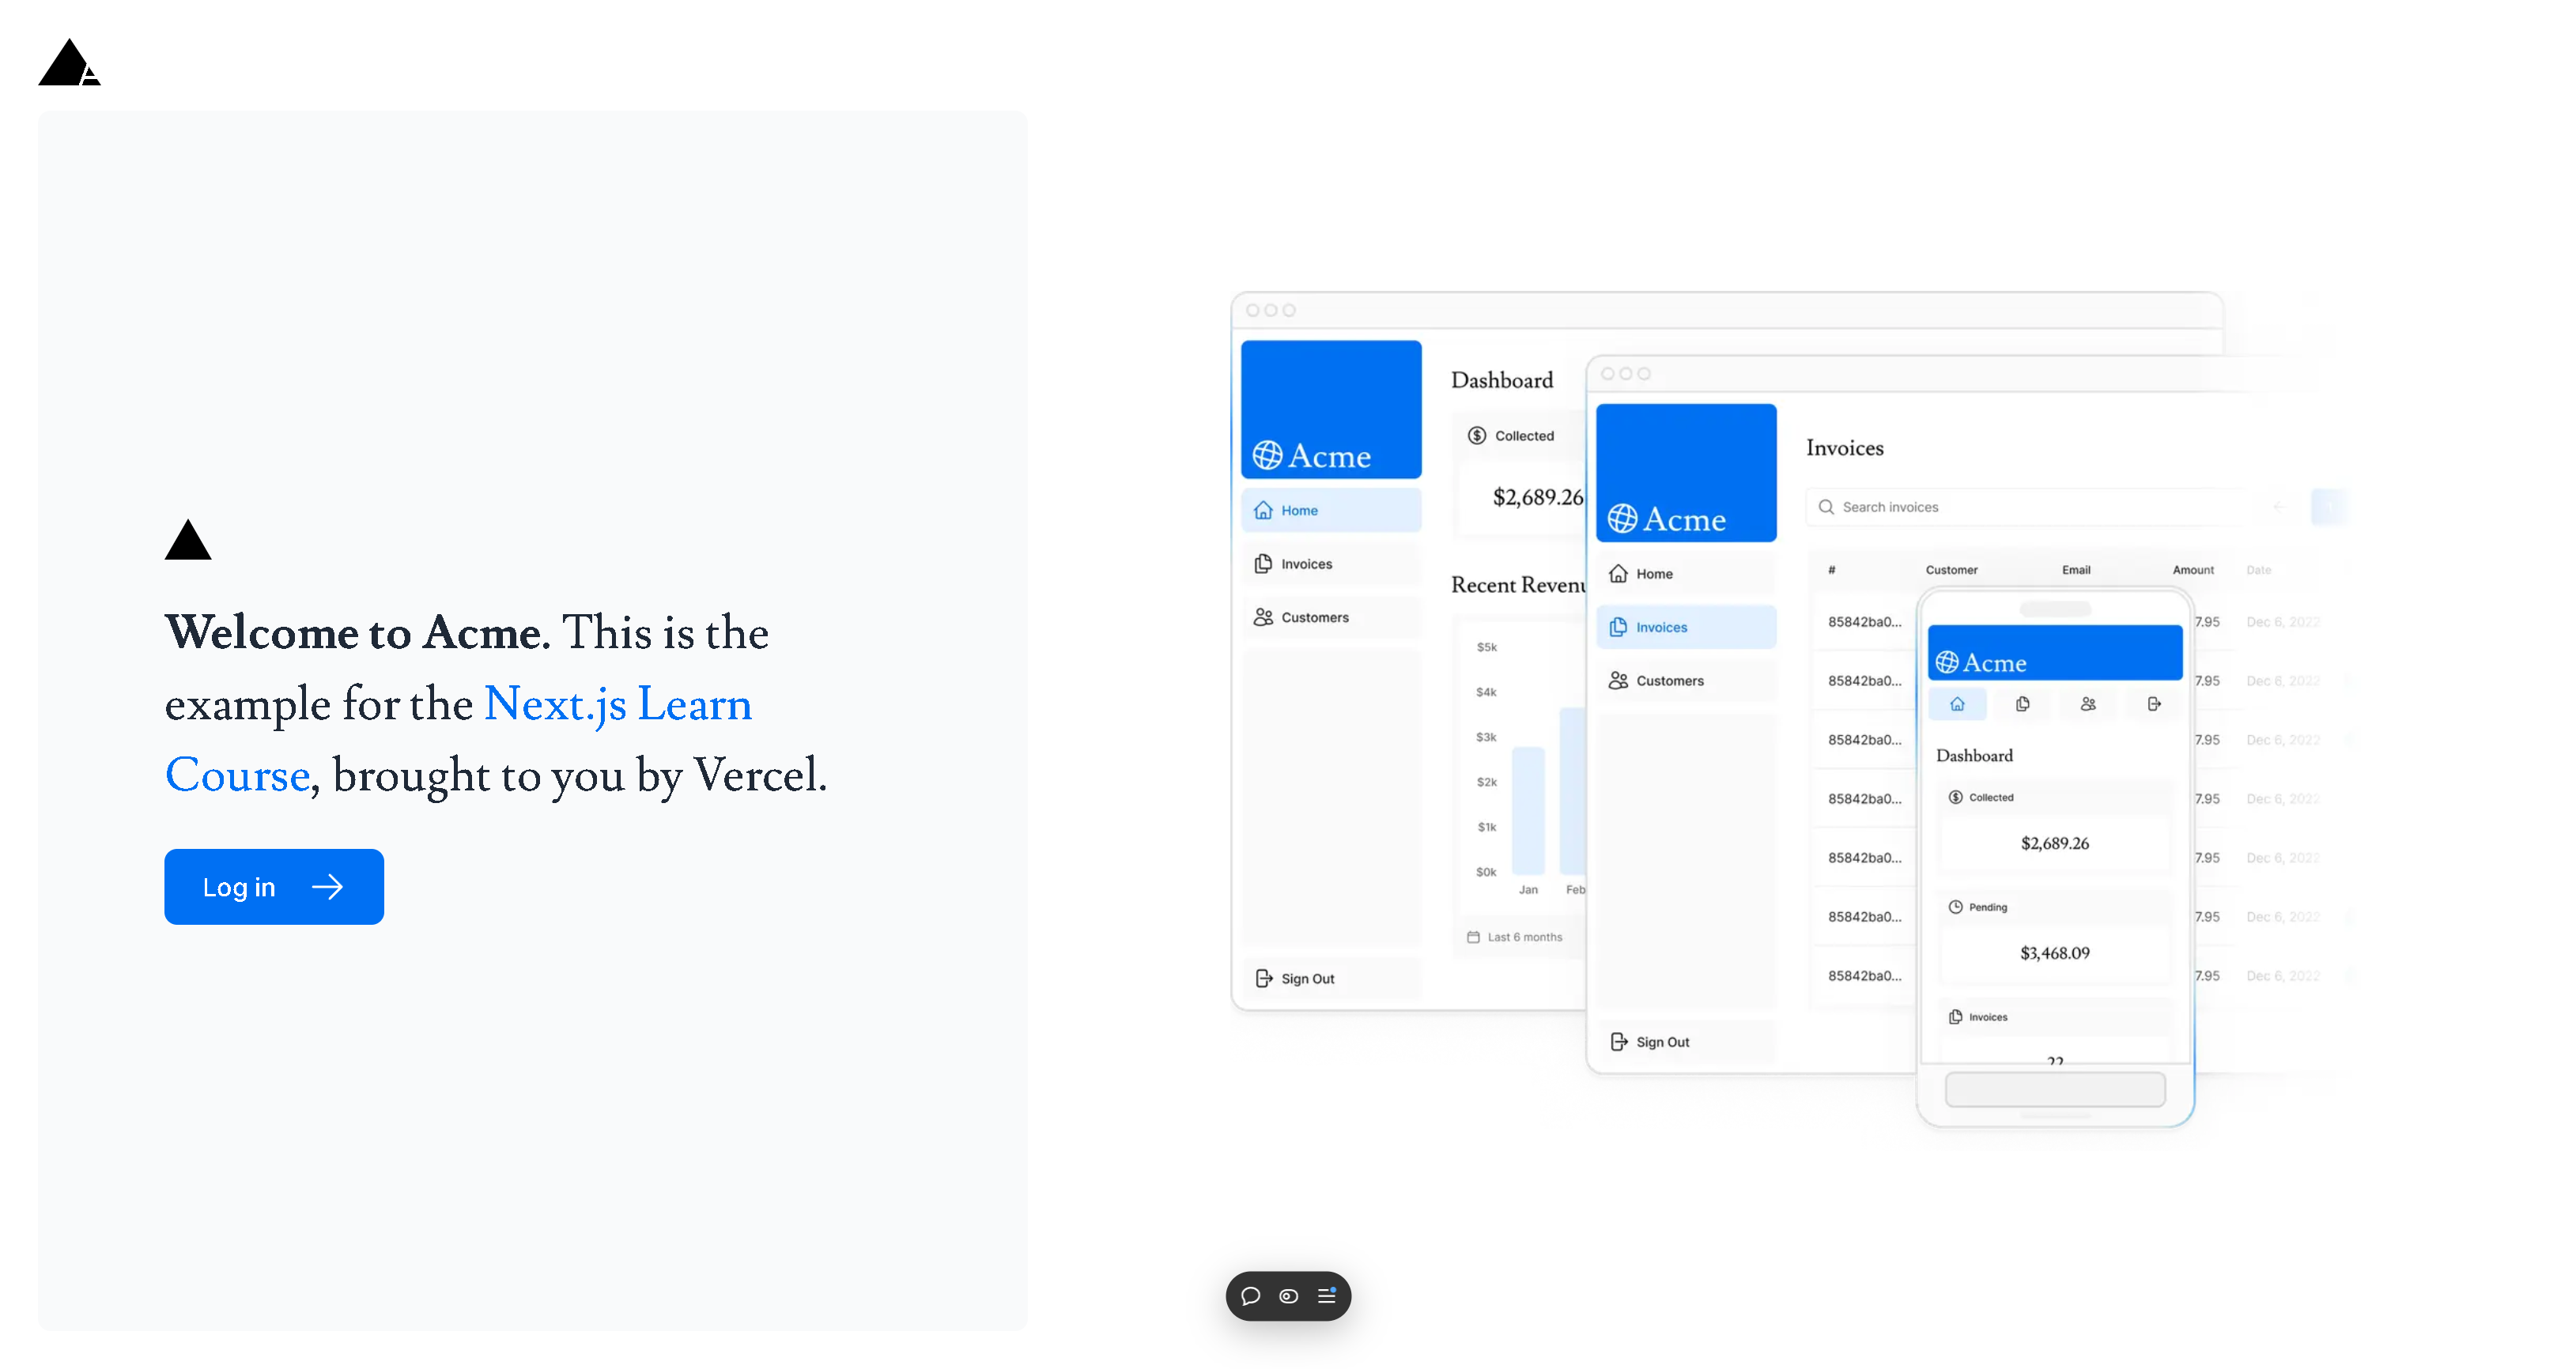 Welcome to Acme. This is the
example for the Next.js Learn
Course, brought to you by Vercel.
Log in
Acme
Home
Invoices
Customers
Sign Out
Dashboard
Collected
$2,689.26
Recent
$5k
$4k
$3k
$2k
$1k
$0k
Jan
Feb
Last 6 months
Acme
Home
Invoices
Customers
Sign Out
Invoices
Search invoices
# Customer Email Amount Date
85842ba0... 7.95 Dec 6, 2022
85842ba0... 7.95 Dec 6, 2022
85842ba0... 7.95 Dec 6, 2022
85842ba0... 7.95 Dec 6, 2022
85842ba0... 7.95 Dec 6, 2022
85842ba0... 7.95 Dec 6, 2022
85842ba0... 7.95 Dec 6, 2022
Acme
Dashboard
Collected
$2,689.26
Pending
$3,468.09
Invoices
22